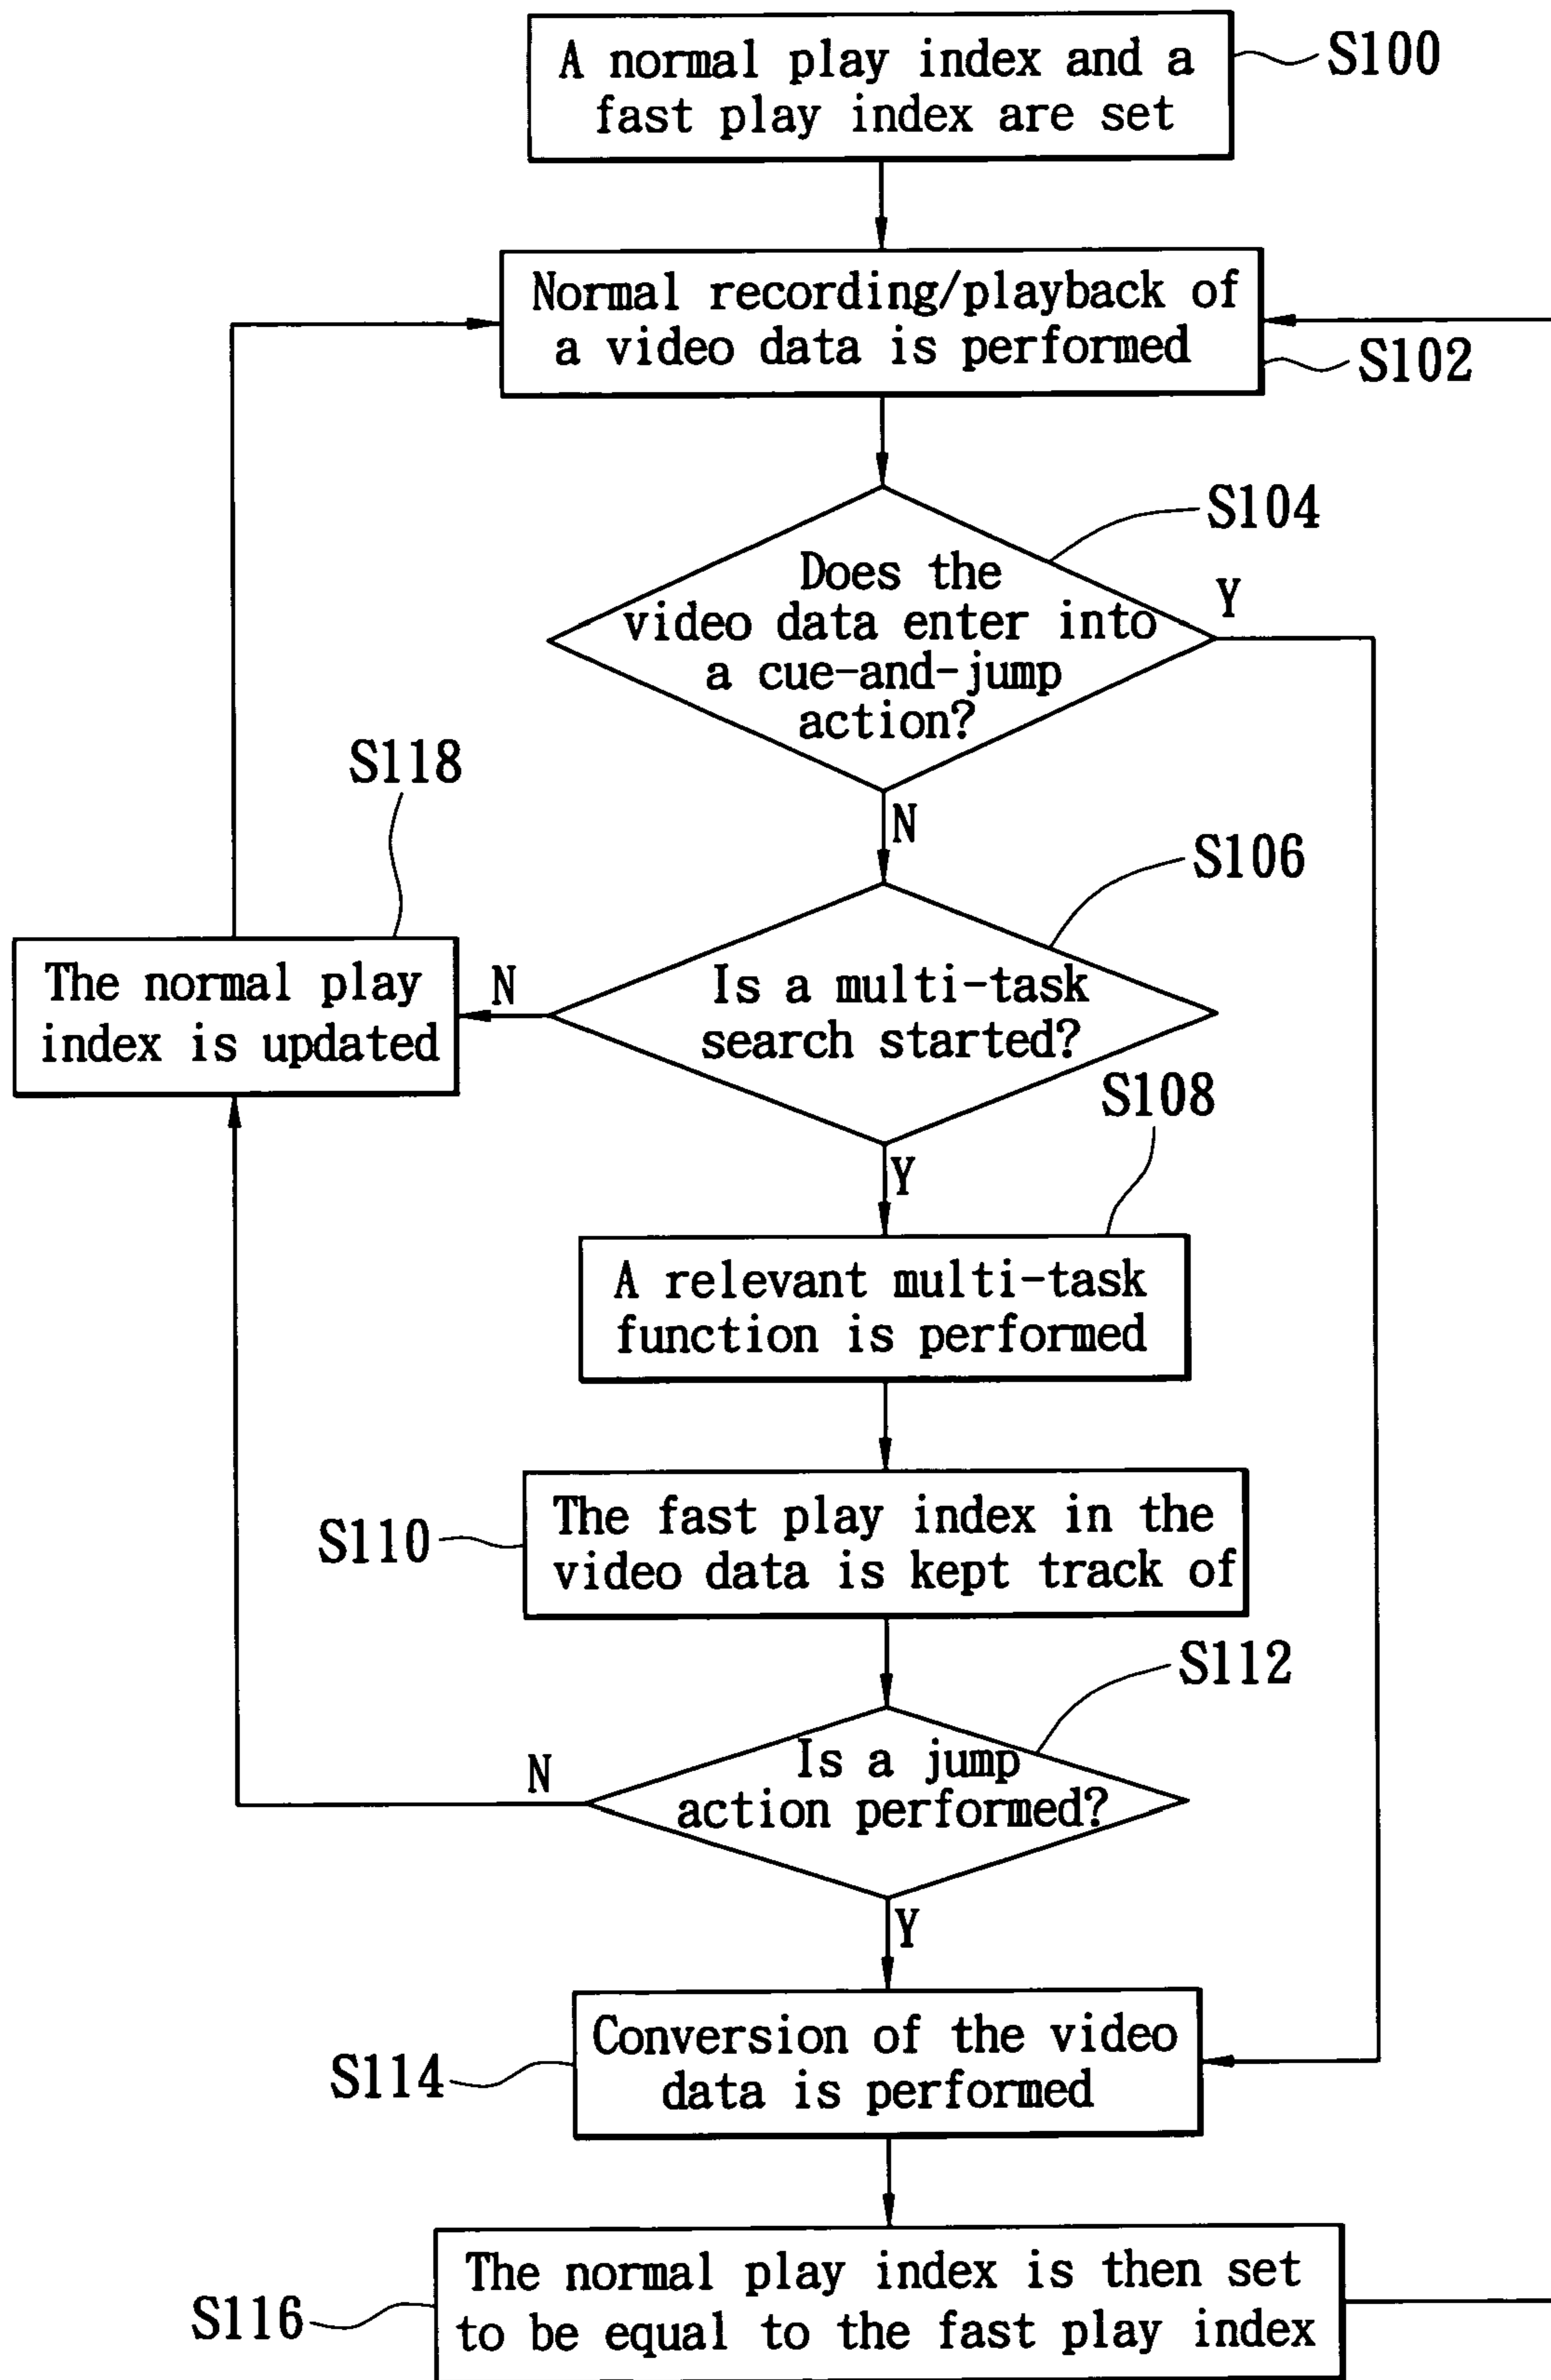 A normal play index and a
fast play index are set
S100
Normal recording/playback of
a video data is performed
S102
S104
Does the
video data enter into
a cue-and-jump
action?
Y
N
S118
The normal play
index is updated
S106
Is a multi-task
search started?
N
Y
S108
A relevant multi-task
function is performed
S110
The fast play index in the
video data is kept track of
S112
Is a jump
action performed?
N
Y
S114
Conversion of the video
data is performed
S116
The normal play index is then set
to be equal to the fast play index